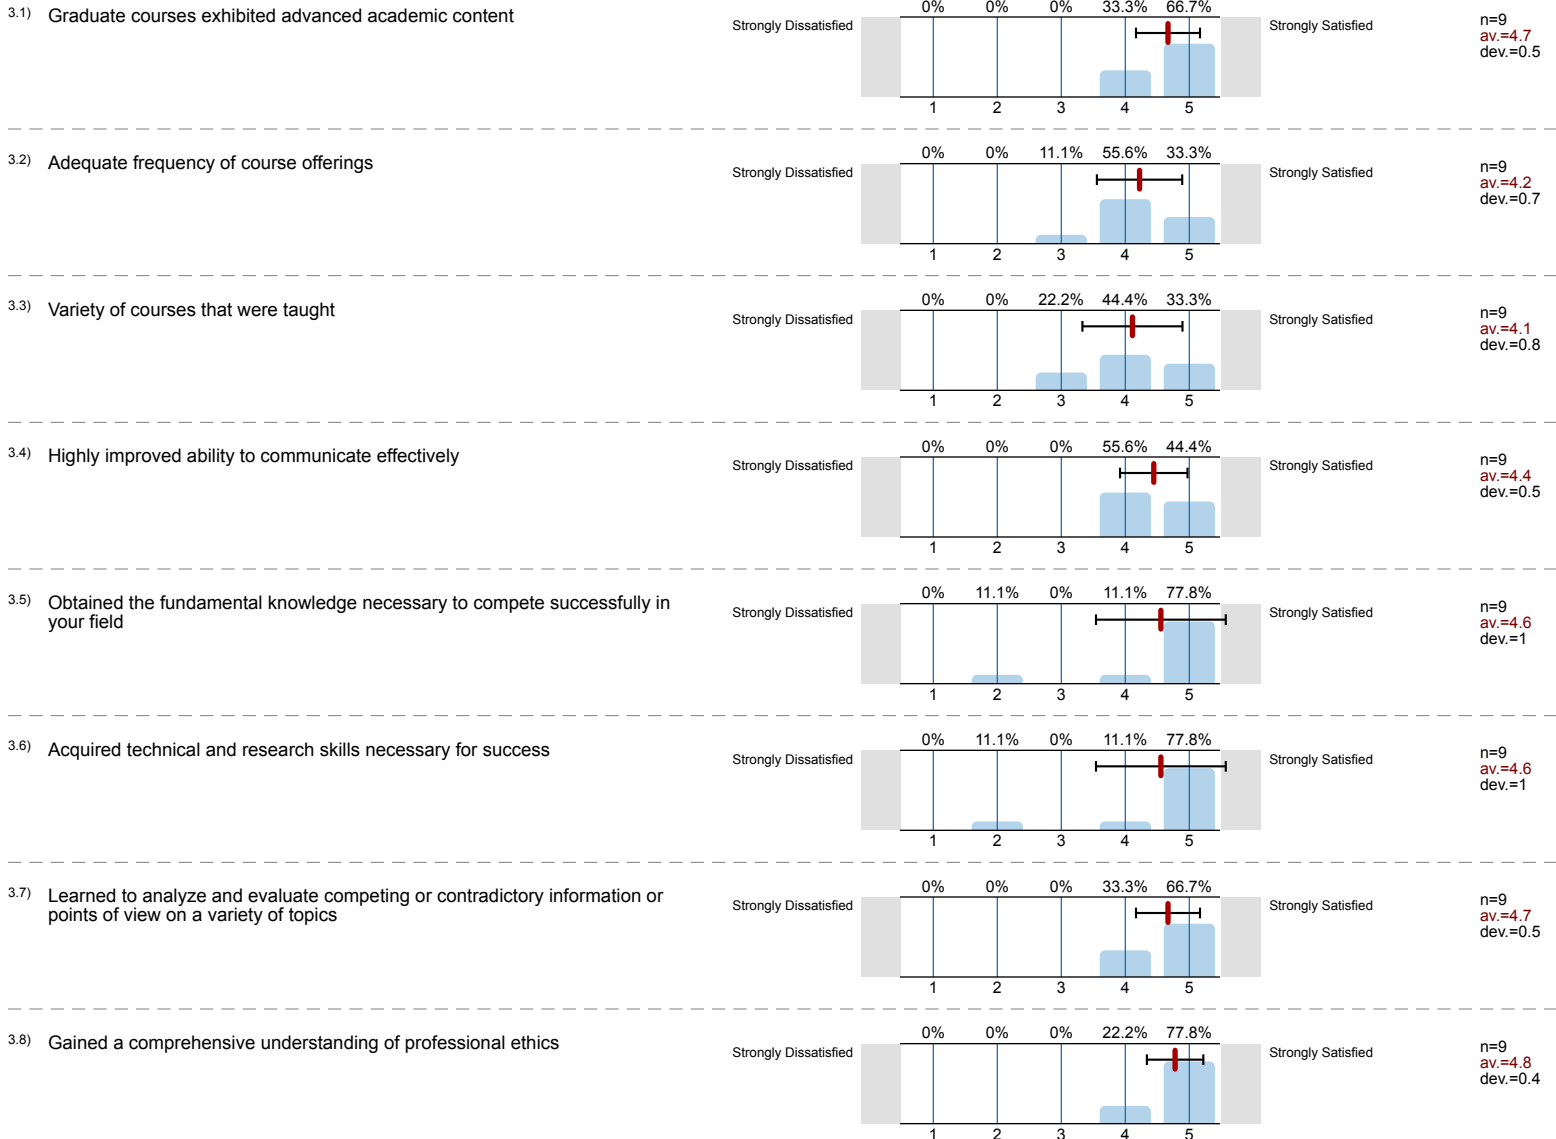 3.1) Graduate courses exhibited advanced academic content
0% 0% 0% 33.3% 66.7%
Strongly Dissatisfied Strongly Satisfied
n=9
av.=4.7
dev.=0.5
1 2 3 4 5
3.2) Adequate frequency of course offerings
0% 0% 11.1% 55.6% 33.3%
Strongly Dissatisfied Strongly Satisfied
n=9
av.=4.2
dev.=0.7
1 2 3 4 5
3.3) Variety of courses that were taught
0% 0% 22.2% 44.4% 33.3%
Strongly Dissatisfied Strongly Satisfied
n=9
av.=4.1
dev.=0.8
1 2 3 4 5
3.4) Highly improved ability to communicate effectively
0% 0% 0% 55.6% 44.4%
Strongly Dissatisfied Strongly Satisfied
n=9
av.=4.4
dev.=0.5
1 2 3 4 5
3.5) Obtained the fundamental knowledge necessary to compete successfully in
your field
0% 11.1% 0% 11.1% 77.8%
Strongly Dissatisfied Strongly Satisfied
n=9
av.=4.6
dev.=1
1 2 3 4 5
3.6) Acquired technical and research skills necessary for success
0% 11.1% 0% 11.1% 77.8%
Strongly Dissatisfied Strongly Satisfied
n=9
av.=4.6
dev.=1
1 2 3 4 5
3.7) Learned to analyze and evaluate competing or contradictory information or
points of view on a variety of topics
0% 0% 0% 33.3% 66.7%
Strongly Dissatisfied Strongly Satisfied
n=9
av.=4.7
dev.=0.5
1 2 3 4 5
3.8) Gained a comprehensive understanding of professional ethics
0% 0% 0% 22.2% 77.8%
Strongly Dissatisfied Strongly Satisfied
n=9
av.=4.8
dev.=0.4
1 2 3 4 5